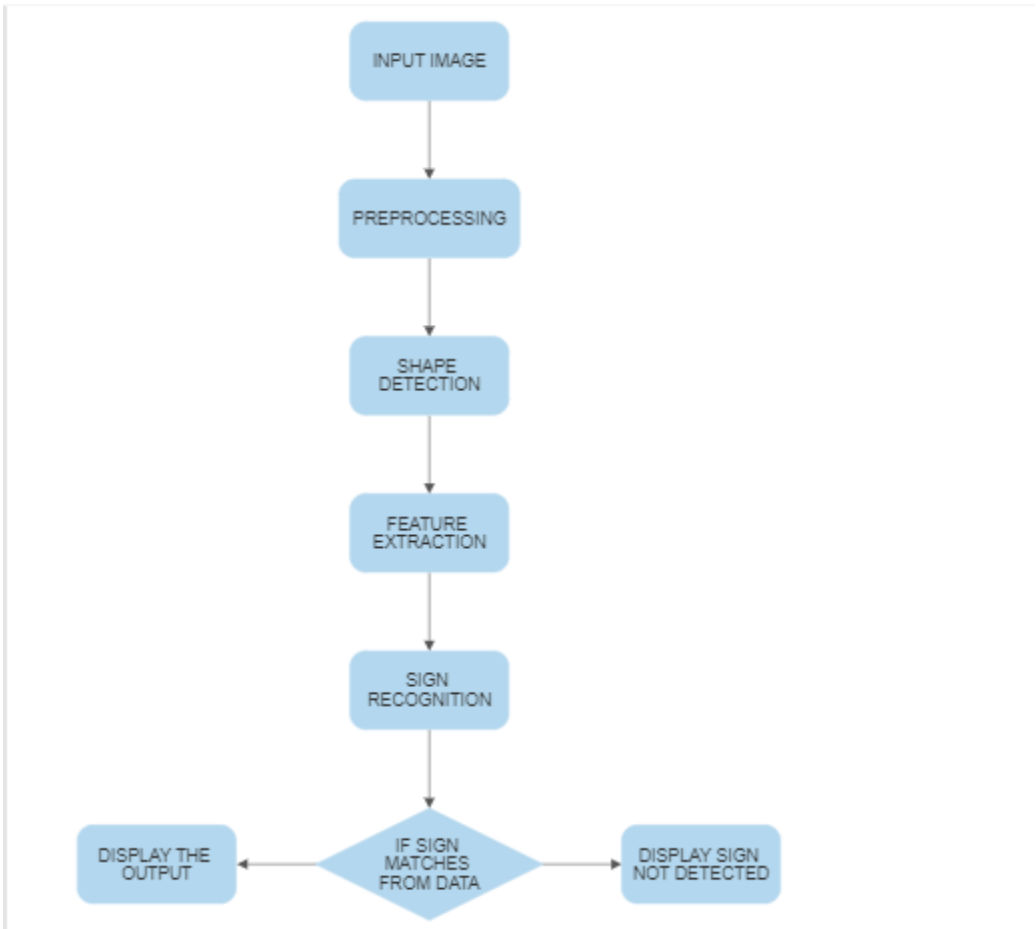 INPUT IMAGE
PREPROCESSING
SHAPE
DETECTION
FEATURE
EXTRACTION
SIGN
RECOGNITION
IF SIGN
MATCHES
FROM DATA
DISPLAY THE
OUTPUT
DISPLAY SIGN
NOT DETECTED